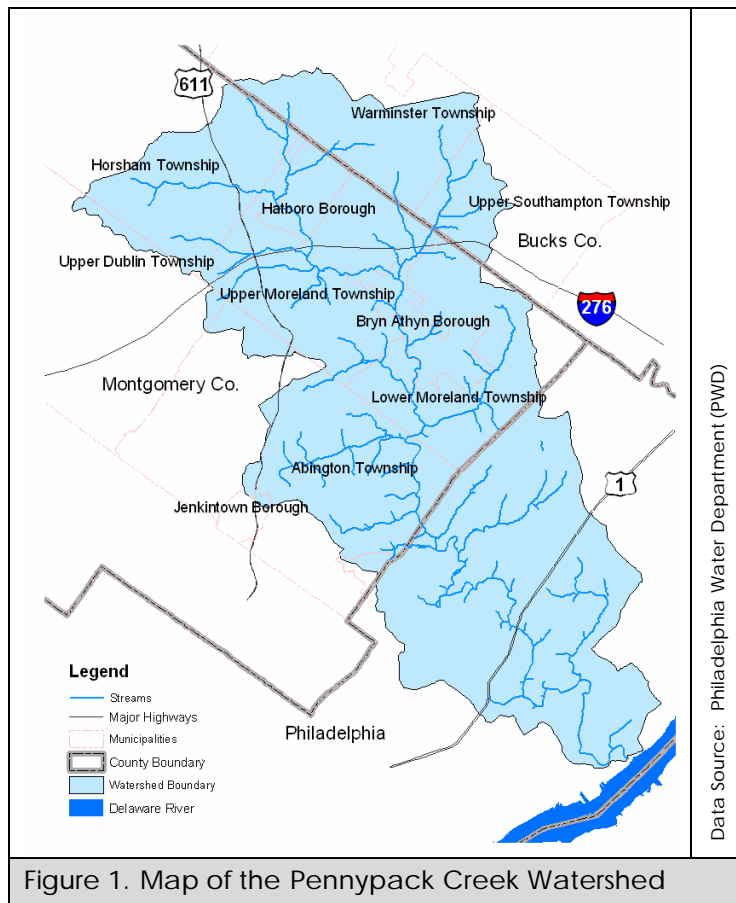 611
Warminster Township
Horsham Township
Hatboro Borough
Upper Southampton Township
Bucks Co.
Upper Dublin Township
Upper Moreland Township
276
Bryn Athyn Borough
Montgomery Co.
Lower Moreland Township
Abington Township
1
Jenkintown Borough
Legend
Streams
Major Highways
Municipalities
County Boundary
Watershed Boundary
Delaware River
Philadelphia
Data Source: Philadelphia Water Department (PWD)
Figure 1. Map of the Pennypack Creek Watershed